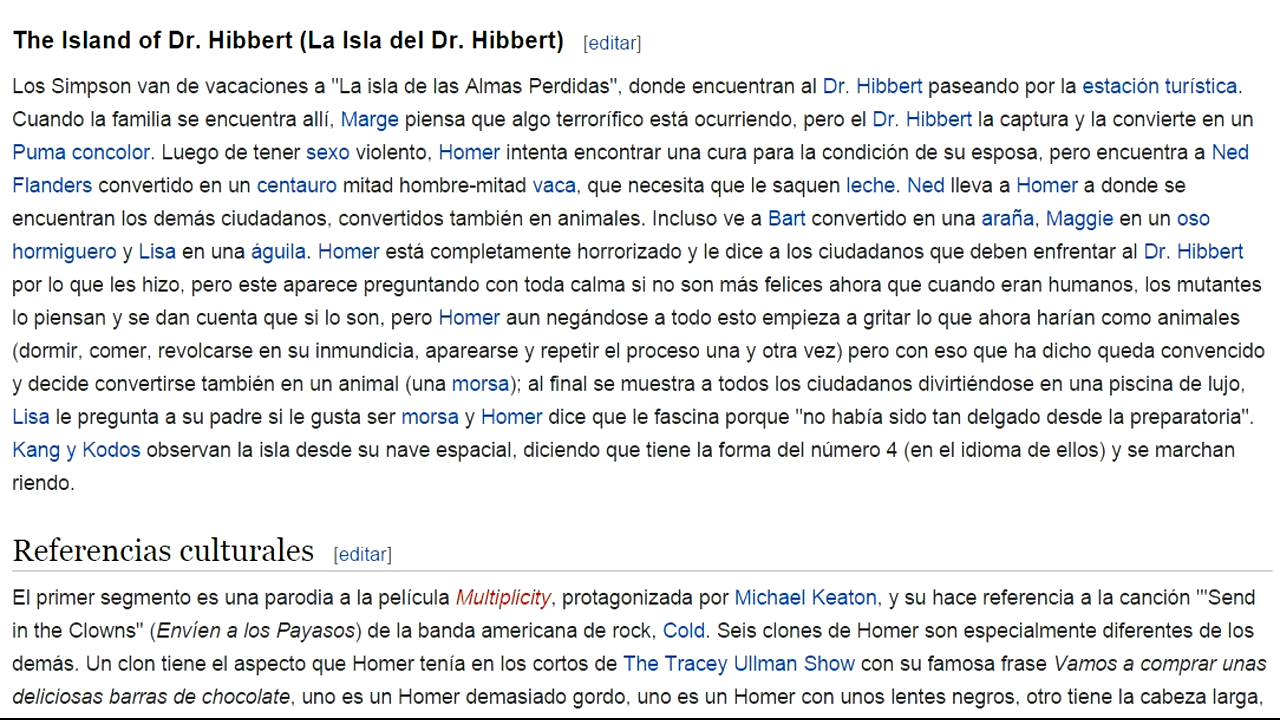 The Island of Dr. Hibbert (La Isla del Dr. Hibbert) [editar]
Los Simpson van de vacaciones a "La isla de las Almas Perdidas", donde encuentran al Dr. Hibbert paseando por la estación turística.
Cuando la familia se encuentra allí, Marge piensa que algo terrorífico está ocurriendo, pero el Dr. Hibbert la captura y la convierte en un
Puma concolor. Luego de tener sexo violento, Homer intenta encontrar una cura para la condición de su esposa, pero encuentra a Ned
Flanders convertido en un centauro mitad hombre-mitad vaca, que necesita que le saquen leche. Ned lleva a Homer a donde se
encuentran los demás ciudadanos, convertidos también en animales. Incluso ve a Bart convertido en una araña, Maggie en un oso
hormiguero y Lisa en una águila. Homer está completamente horrorizado y le dice a los ciudadanos que deben enfrentar al Dr. Hibbert
por lo que les hizo, pero este aparece preguntando con toda calma si no son más felices ahora que cuando eran humanos, los mutantes
lo piensan y se dan cuenta que si lo son, pero Homer aun negándose a todo esto empieza a gritar lo que ahora harían como animales
(dormir, comer, revolcarse en su inmundicia, aparearse y repetir el proceso una y otra vez) pero con eso que ha dicho queda convencido
y decide convertirse también en un animal (una morsa); al final se muestra a todos los ciudadanos divirtiéndose en una piscina de lujo,
Lisa le pregunta a su padre si le gusta ser morsa y Homer dice que le fascina porque "no había sido tan delgado desde la preparatoria".
Kang y Kodos observan la isla desde su nave espacial, diciendo que tiene la forma del número 4 (en el idioma de ellos) y se marchan
riendo.
Referencias culturales [editar]
El primer segmento es una parodia a la película Multiplicity, protagonizada por Michael Keaton, y su hace referencia a la canción '"Send
in the Clowns" (Envíen a los Payasos) de la banda americana de rock, Cold. Seis clones de Homer son especialmente diferentes de los
demás. Un clon tiene el aspecto que Homer tenía en los cortos de The Tracey Ullman Show con su famosa frase Vamos a comprar unas
deliciosas barras de chocolate, uno es un Homer demasiado gordo, uno es un Homer con unos lentes negros, otro tiene la cabeza larga,